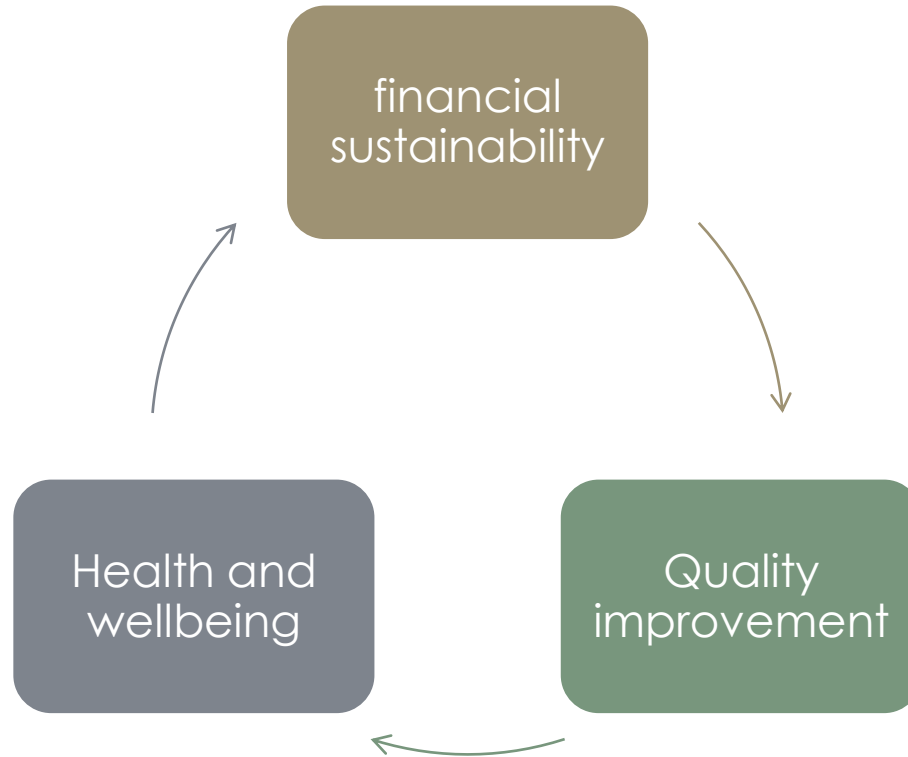 financial
sustainability
Quality
improvement
Health and
wellbeing